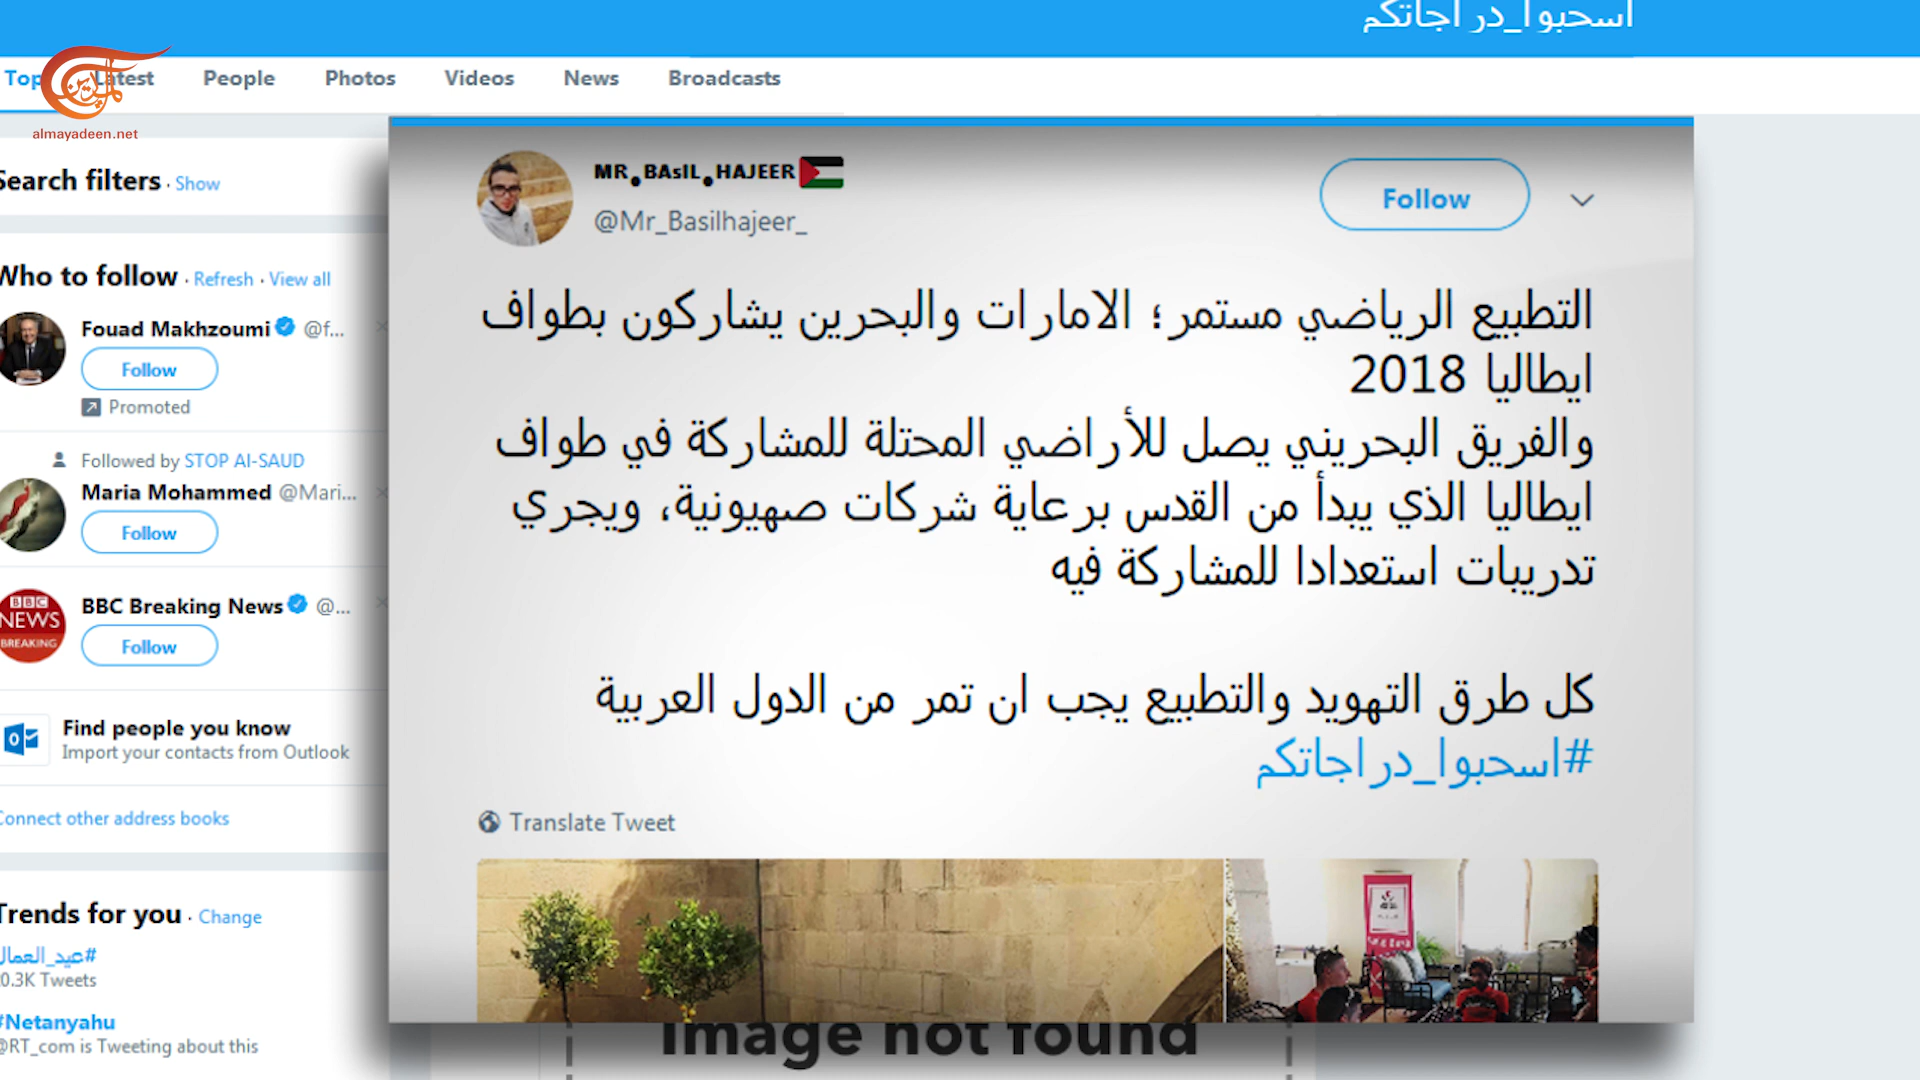 اسحبوا_دراجاتكم
Top Latest People Photos Videos News Broadcasts
almayadeen.net
Search filters · Show
Who to follow · Refresh · View all
Fouad Makhzoumi @f...
Follow
Promoted
Followed by STOP Al-SAUD
Maria Mohammed @Mari...
Follow
BBC NEWS BREAKING
BBC Breaking News @...
Follow
Find people you know
Import your contacts from Outlook
Connect other address books
Trends for you · Change
#عيد_العمال
0.3K Tweets
#Netanyahu
@RT_com is Tweeting about this
MR.BAsIL.HAJEER
@Mr_Basilhajeer_
Follow
التطبيع الرياضي مستمر؛ الامارات والبحرين يشاركون بطواف
ايطاليا 2018
والفريق البحريني يصل للأراضي المحتلة للمشاركة في طواف
ايطاليا الذي يبدأ من القدس برعاية شركات صهيونية، ويجري
تدريبات استعدادا للمشاركة فيه
كل طرق التهويد والتطبيع يجب ان تمر من الدول العربية
#اسحبوا_دراجاتكم
Translate Tweet
Image not found